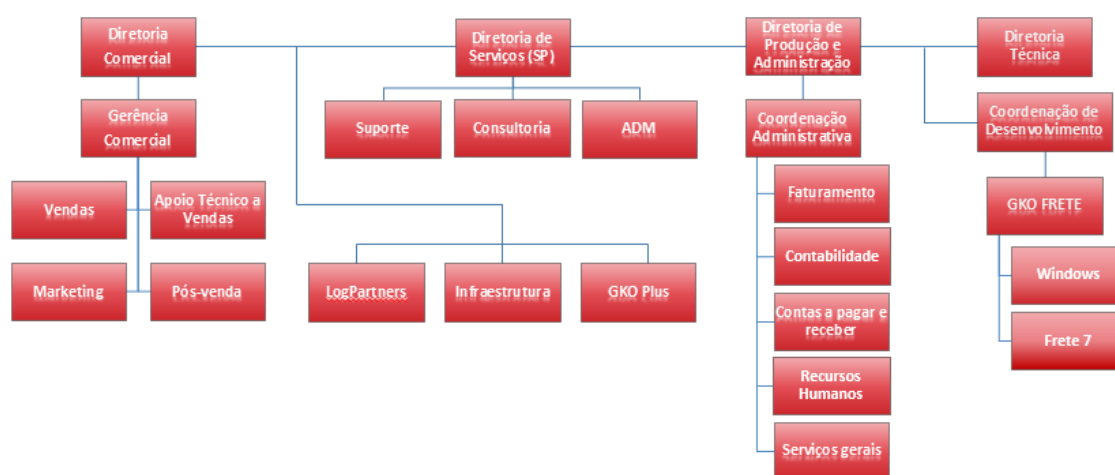 Diretoria
Comercial
Diretoria de
Serviços (SP)
Diretoria de
Produção e
Administração
Diretoria
Técnica
Gerência
Comercial
Suporte
Consultoria
ADM
Coordenação
Administrativa
Coordenação de
Desenvolvimento
Vendas
Apoio Técnico a
Vendas
Faturamento
GKO FRETE
Marketing
Pós-venda
LogPartners
Infraestrutura
GKO Plus
Contabilidade
Windows
Contas a pagar e
receber
Frete 7
Recursos
Humanos
Serviços gerais